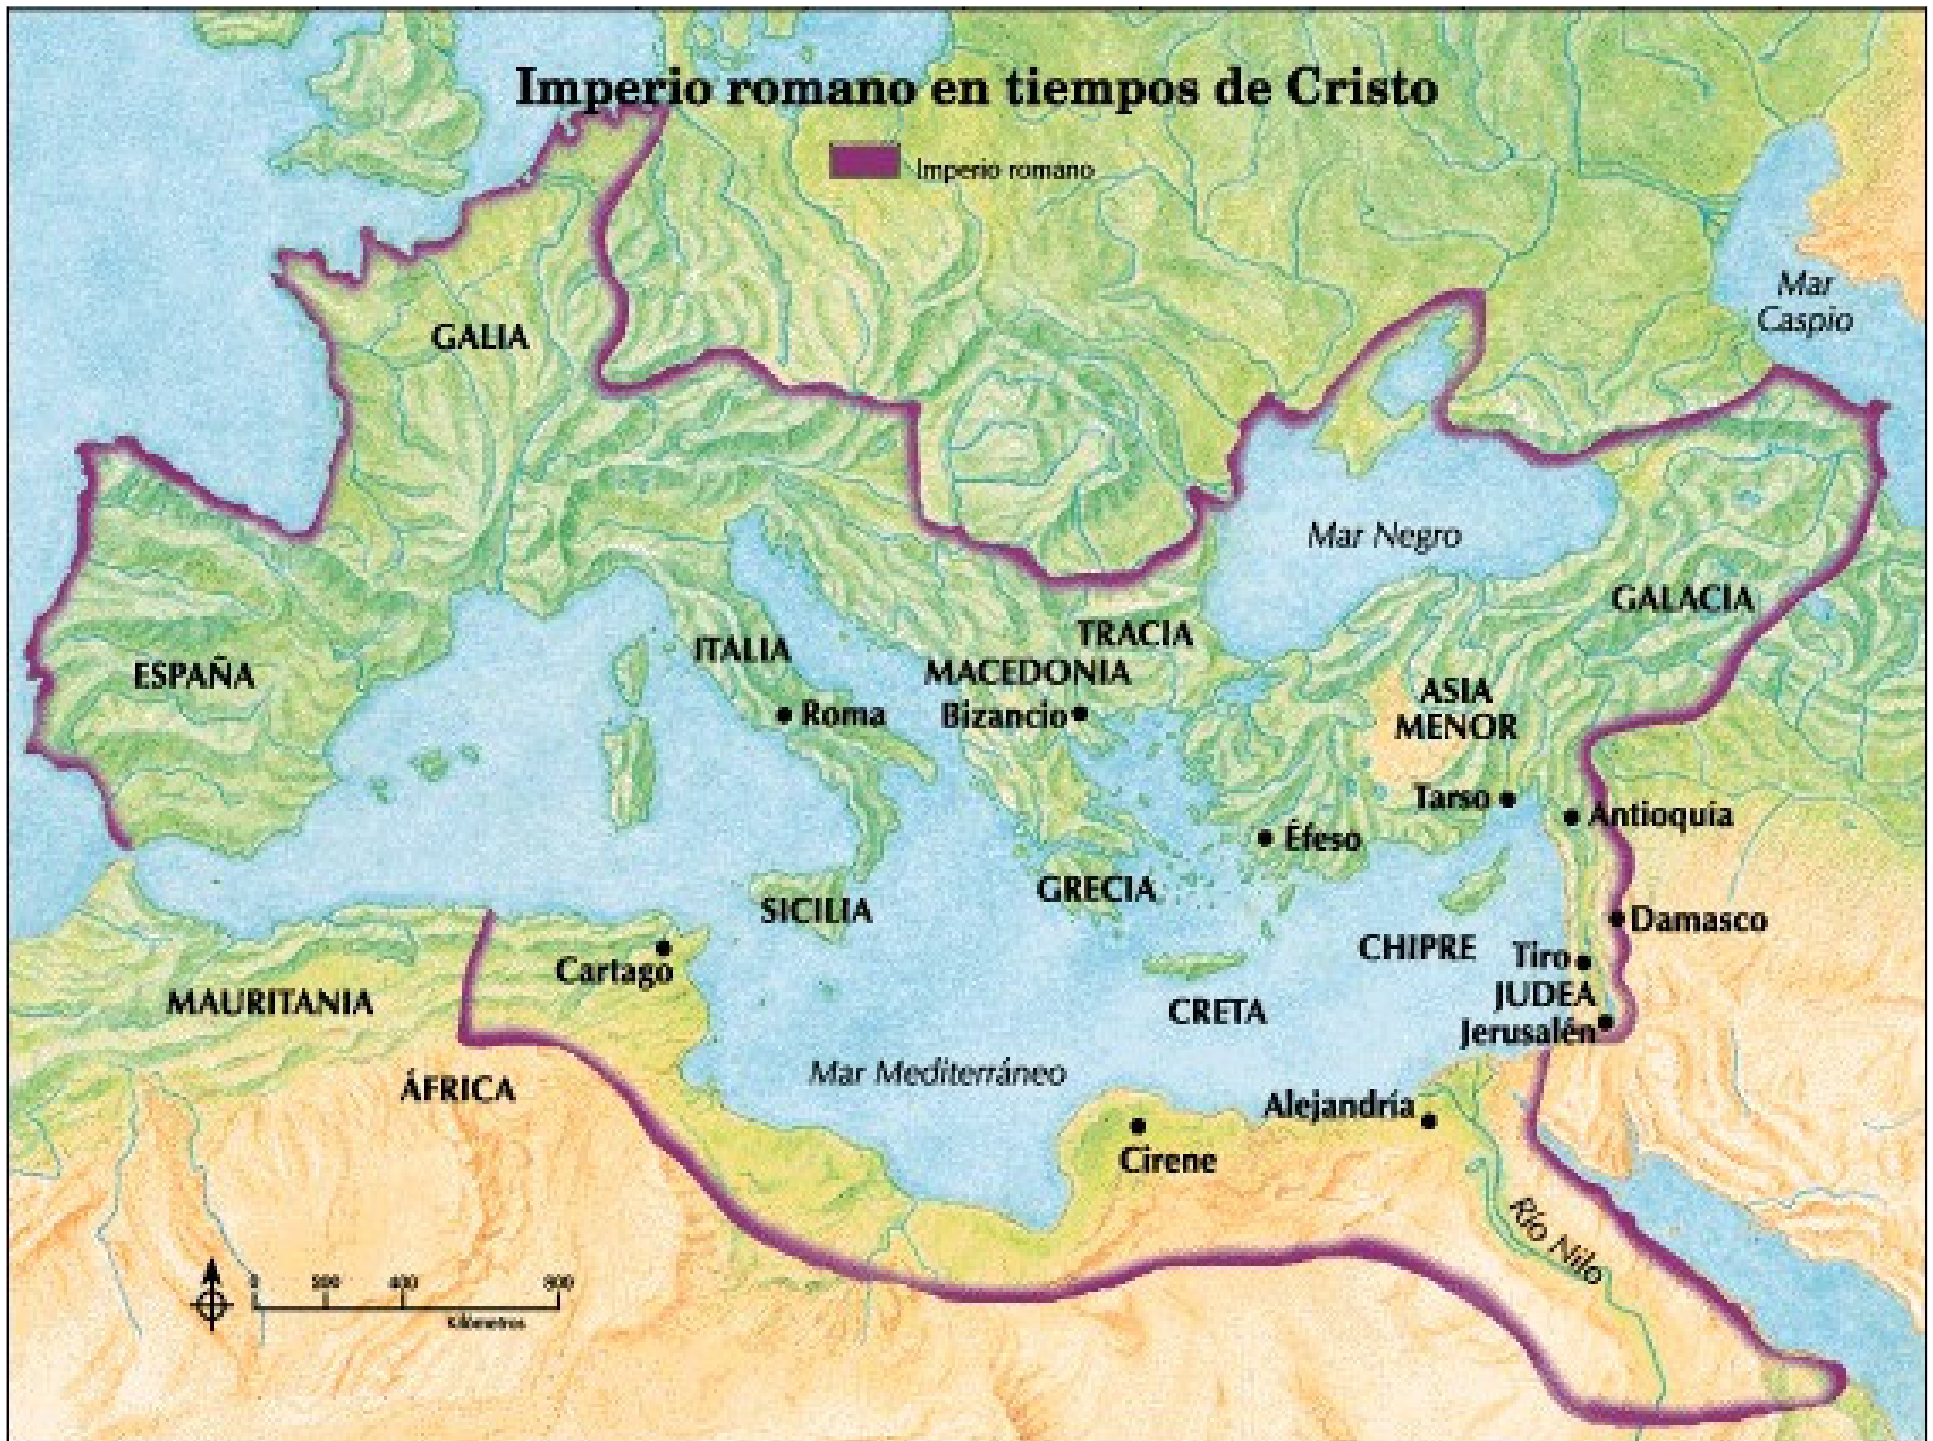 Imperio romano en tiempos de Cristo
Imperio romano
Mar
Caspio
GALIA
Mar Negro
GALACIA
ITALIA
TRACIA
ESPAÑA
MACEDONIA
ASIA
MENOR
Roma
Bizancio
Tarso
Antioquía
Éfeso
GRECIA
SICILIA
Damasco
CHIPRE
Tiro
Cartago
JUDEA
MAURITANIA
CRETA
Jerusalén
Mar Mediterráneo
ÁFRICA
Alejandría
Cirene
Río Nilo
0 200 400 800
Kilómetros